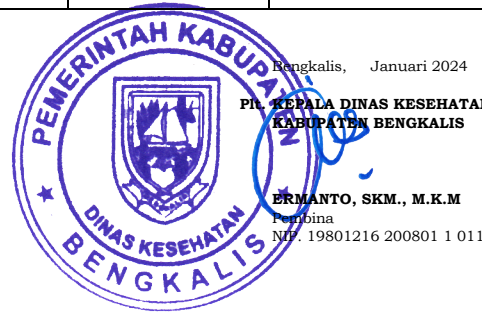 PEMERINTAH KABUPATEN
BENGKALIS
DINAS KESEHATAN
Bengkalis, Januari 2024
Plt. KEPALA DINAS KESEHATAN
KABUPATEN BENGKALIS
ERMANTO, SKM., M.K.M
Pembina
NIP. 19801216 200801 1 011